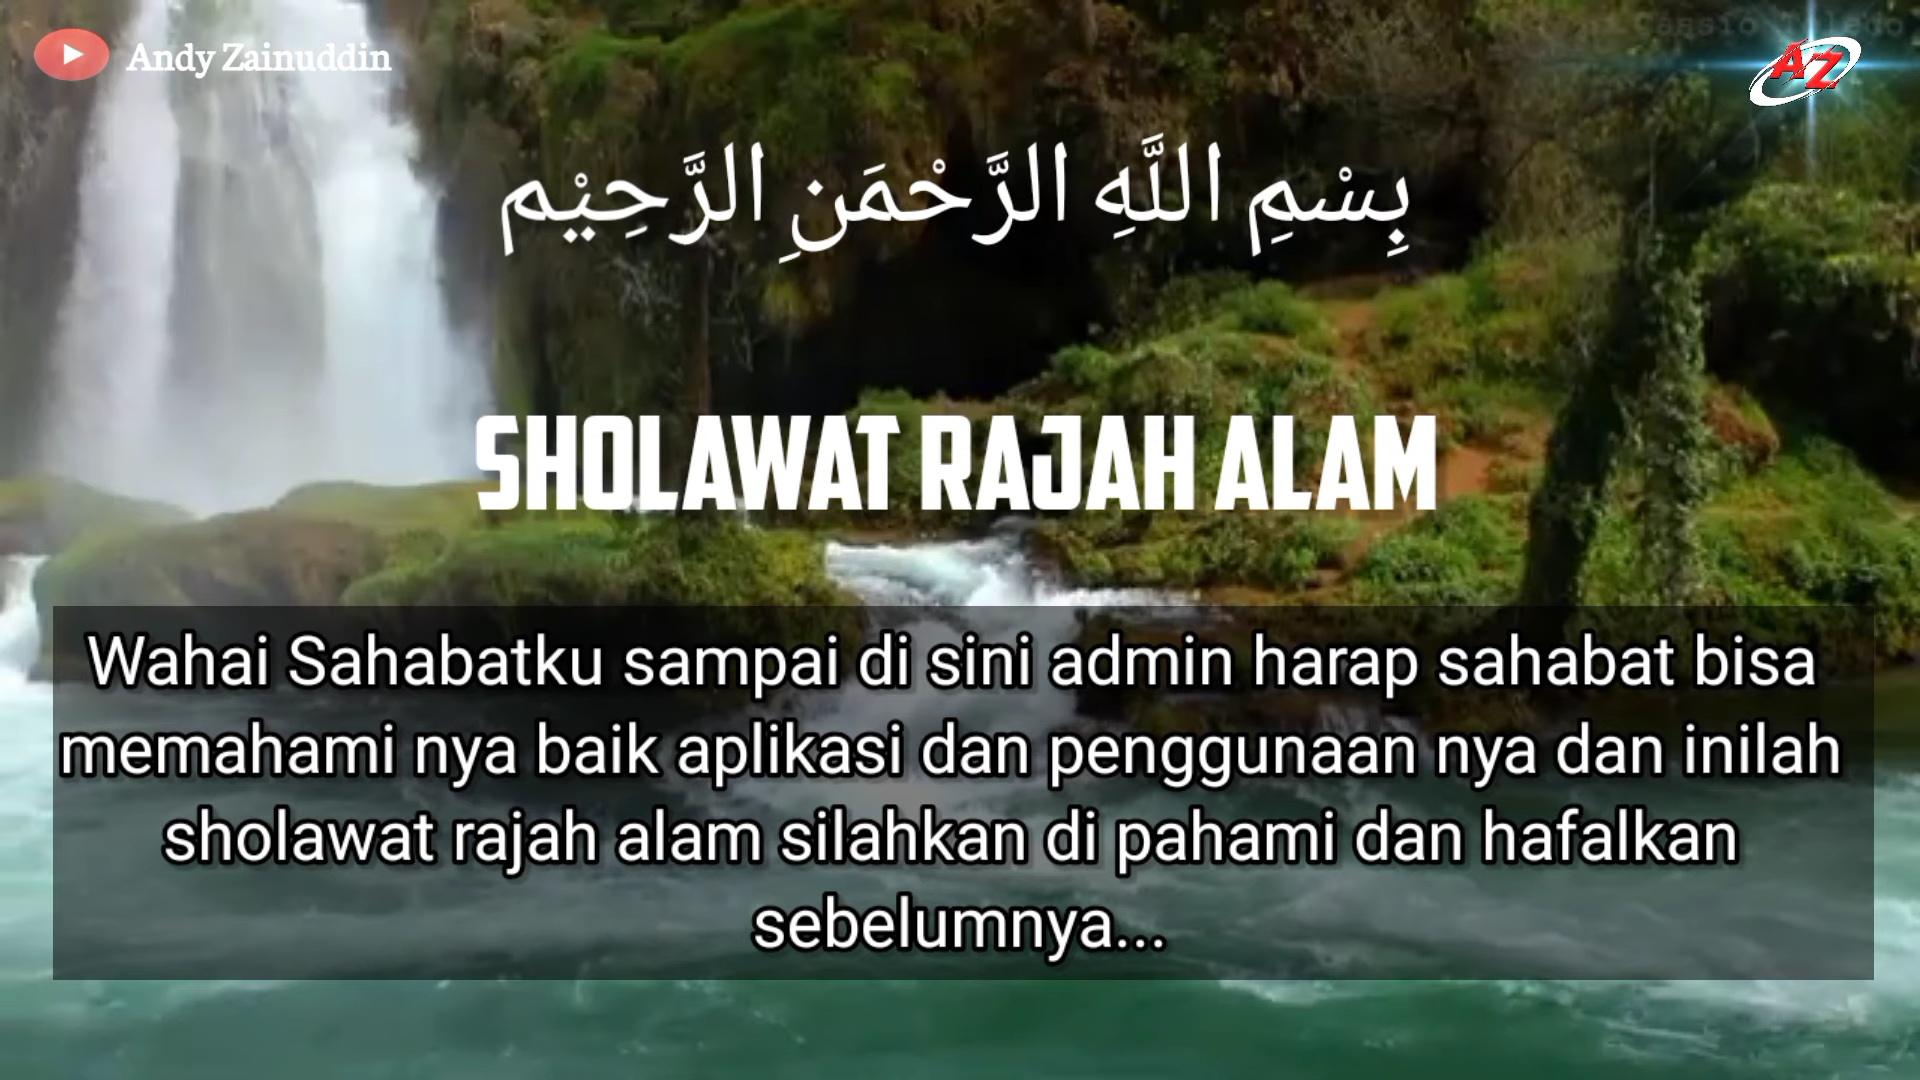 Andy Zainuddin
AZ
بِسْمِ اللَّهِ الرَّحْمَنِ الرَّحِيْم
SHOLAWAT RAJAH ALAM
Wahai Sahabatku sampai di sini admin harap sahabat bisa
memahami nya baik aplikasi dan penggunaan nya dan inilah
sholawat rajah alam silahkan di pahami dan hafalkan
sebelumnya...